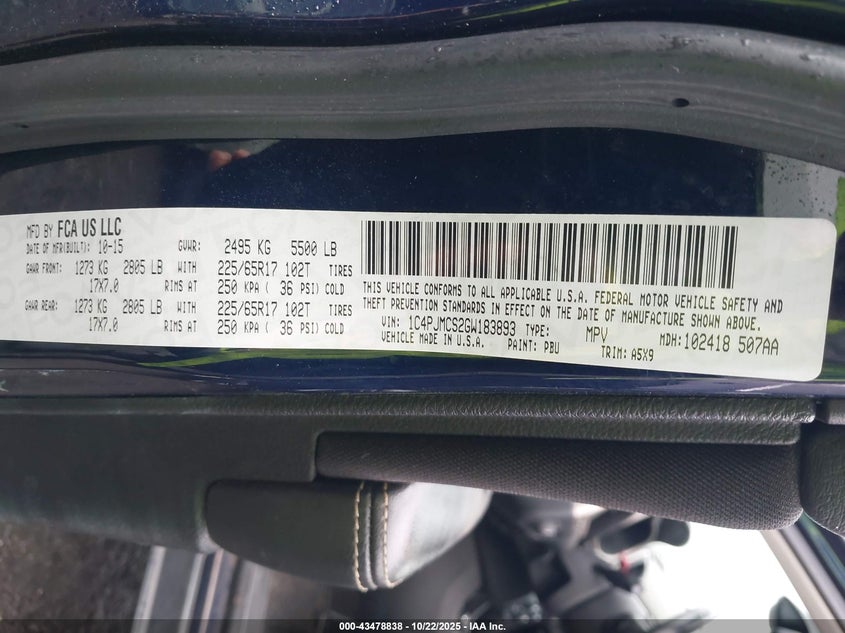 MFD BY FCA US LLC
DATE OF MFR(BUILT): 10-15 GVWR: 2495 KG 5500 LB
GAWR FRONT: 1273 KG 2805 LB WITH 225/65R17 102T TIRES
17X7.0 RIMS AT 250 KPA ( 36 PSI) COLD
GAWR REAR: 1273 KG 2805 LB WITH 225/65R17 102T TIRES
17X7.0 RIMS AT 250 KPA ( 36 PSI) COLD
THIS VEHICLE CONFORMS TO ALL APPLICABLE U.S.A. FEDERAL MOTOR VEHICLE SAFETY AND
THEFT PREVENTION STANDARDS IN EFFECT ON THE DATE OF MANUFACTURE SHOWN ABOVE.
VIN: 1C4PJMCS2GW183893 TYPE: MPV MDH:102418 507AA
VEHICLE MADE IN U.S.A. PAINT: PBU TRIM: A5X9
000-43478838 - 10/22/2025 - IAA Inc.